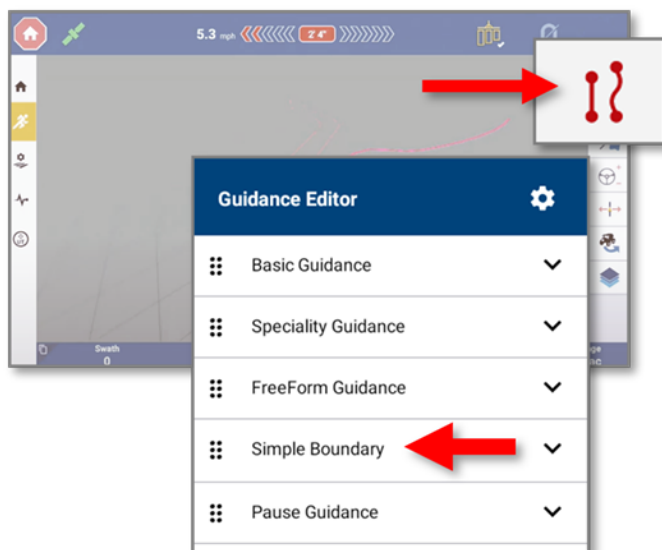 5.3 mph 2' 4"
Guidance Editor
Basic Guidance
Speciality Guidance
FreeForm Guidance
Simple Boundary
Pause Guidance
Swath
0